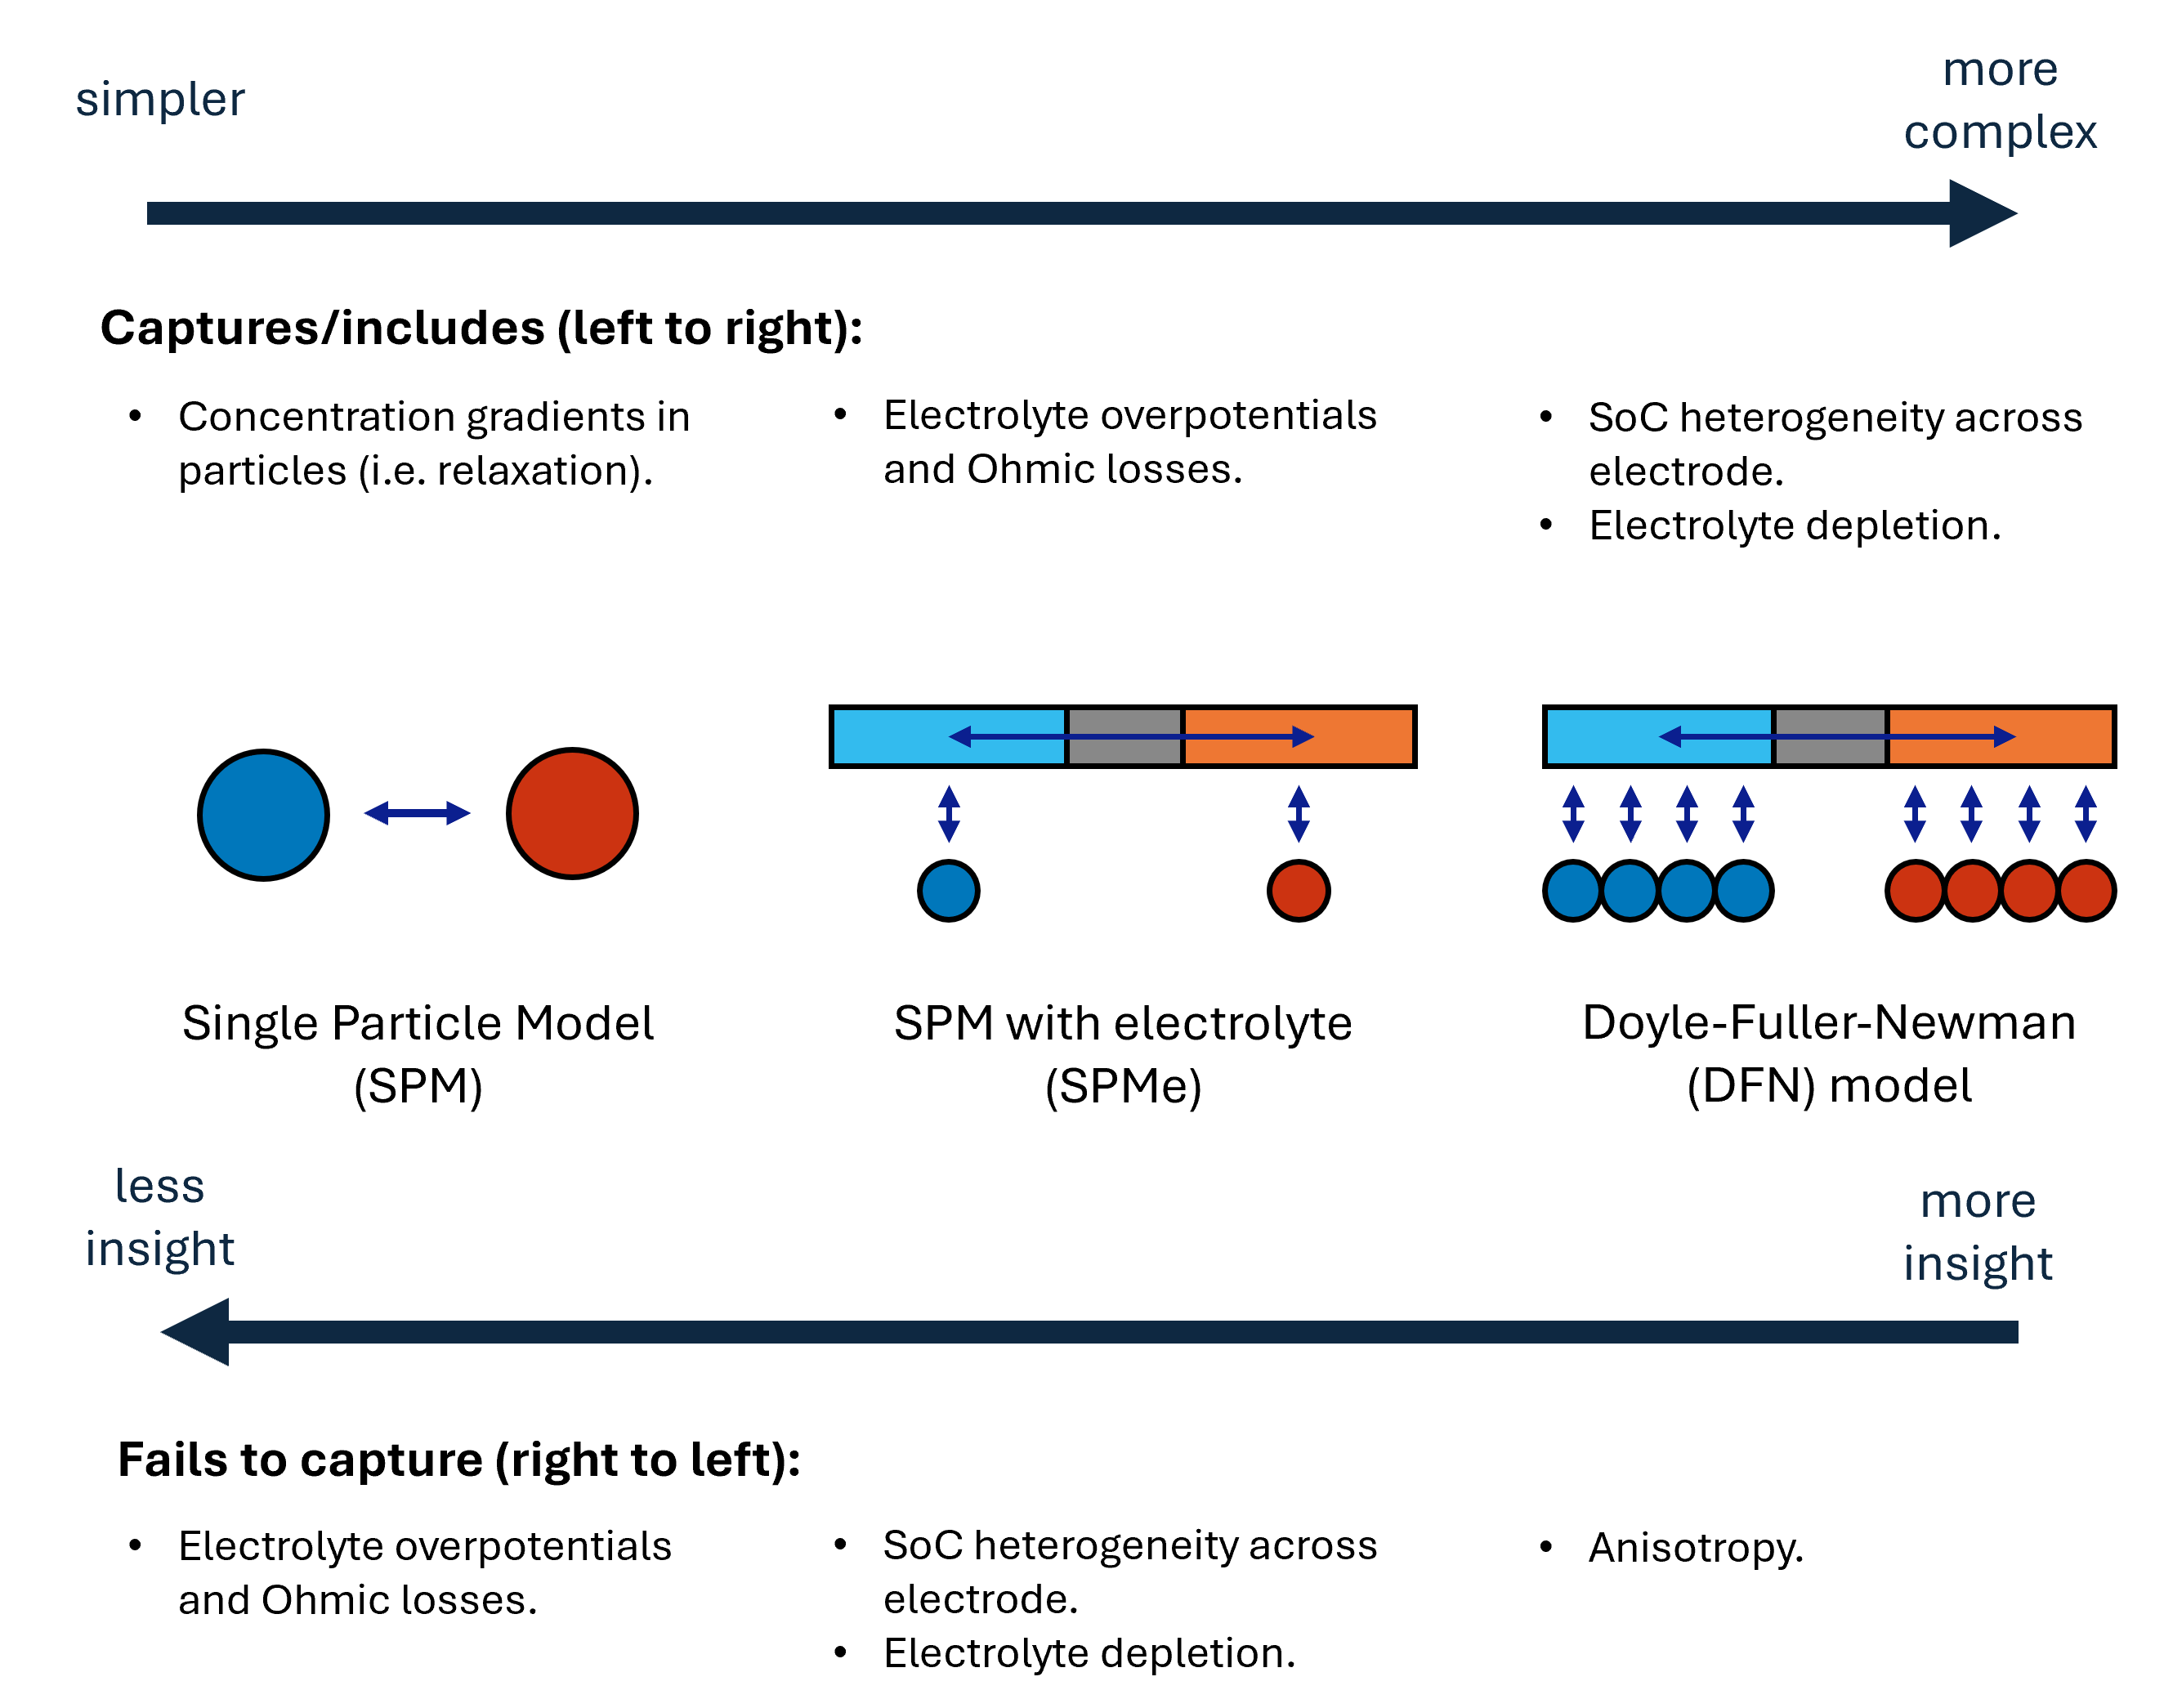 simpler
more
complex
Captures/includes (left to right):
• Concentration gradients in
particles (i.e. relaxation).
• Electrolyte overpotentials
and Ohmic losses.
• SoC heterogeneity across
electrode.
• Electrolyte depletion.
Single Particle Model
(SPM)
SPM with electrolyte
(SPMe)
Doyle-Fuller-Newman
(DFN) model
less
insight
more
insight
Fails to capture (right to left):
• Electrolyte overpotentials
and Ohmic losses.
• SoC heterogeneity across
electrode.
• Electrolyte depletion.
• Anisotropy.